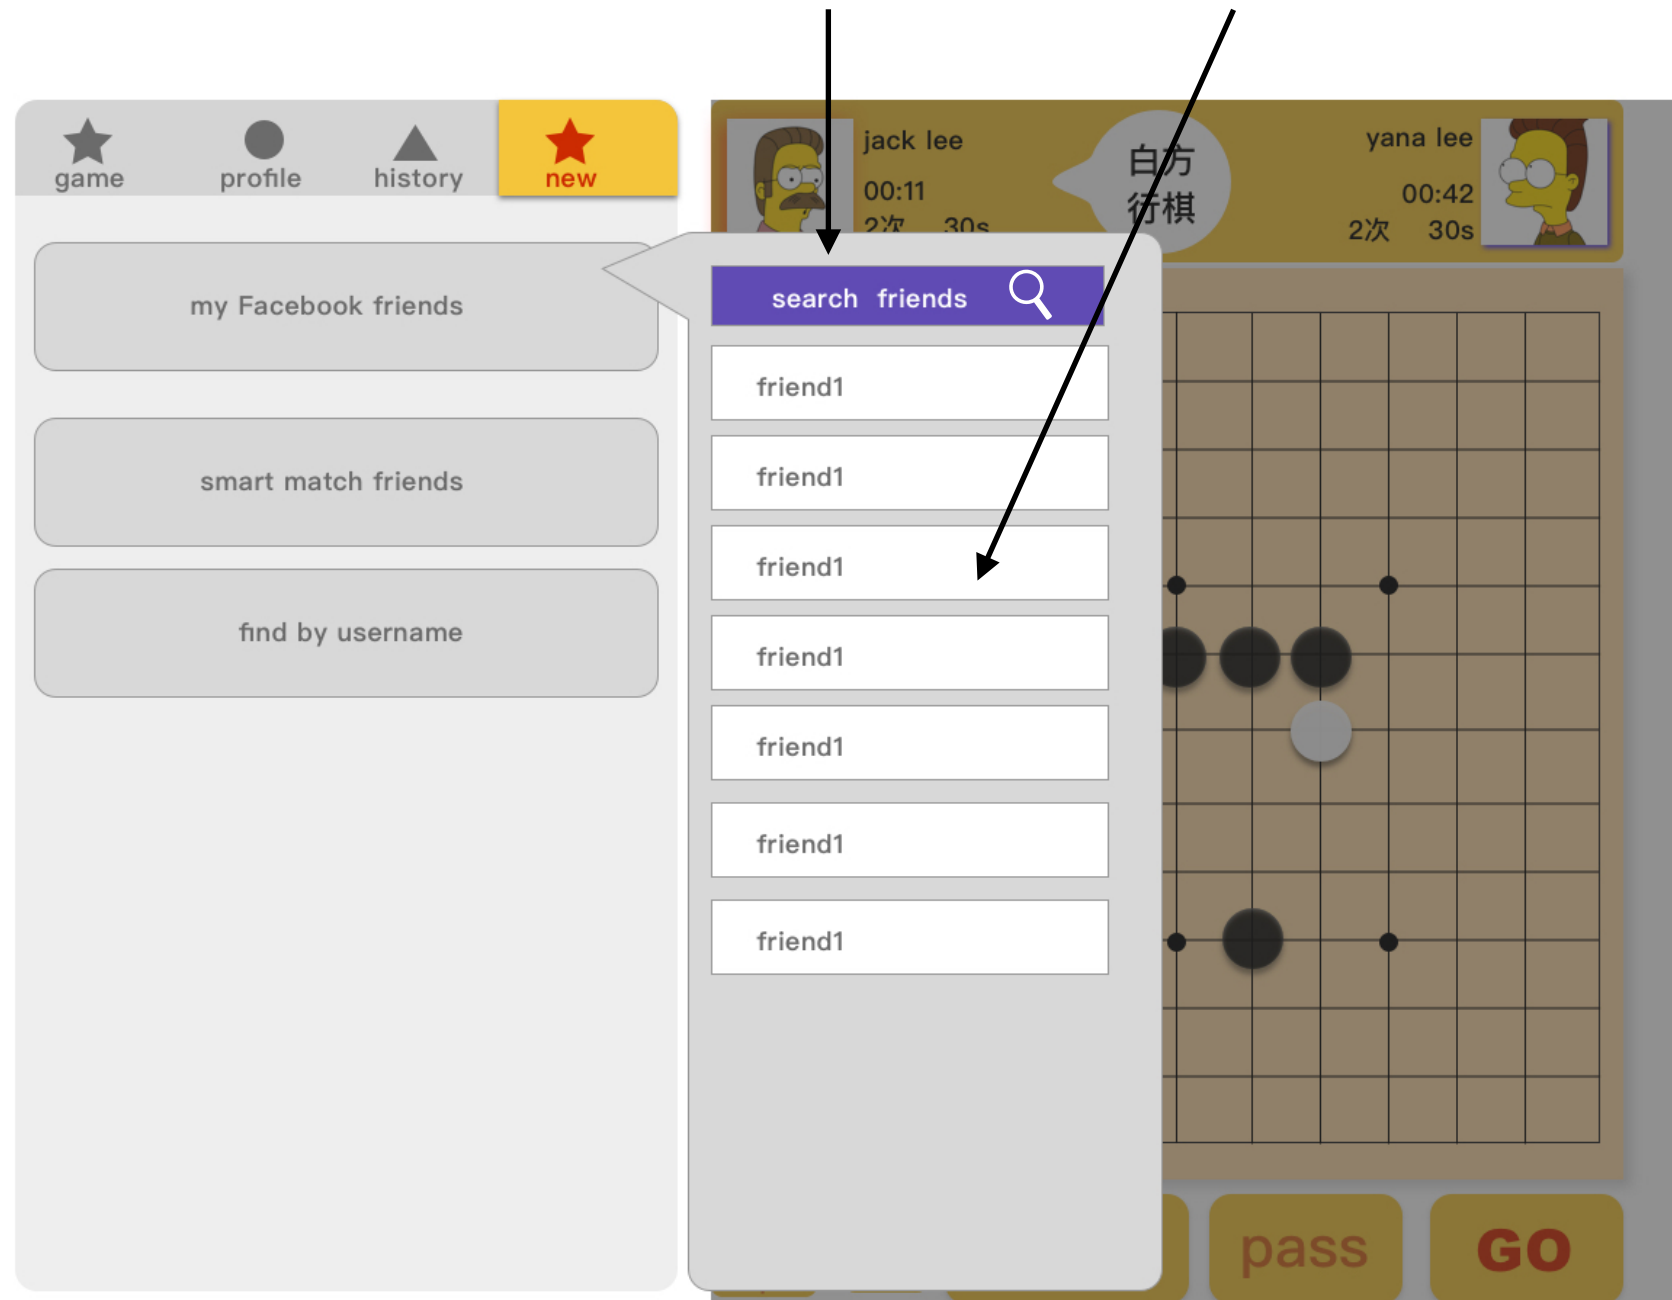 game
profile
history
new
my Facebook friends
smart match friends
find by username
jack lee
00:11
2次 30s
白方
行棋
yana lee
00:42
2次 30s
search friends
friend1
friend1
friend1
friend1
friend1
friend1
friend1
pass
GO